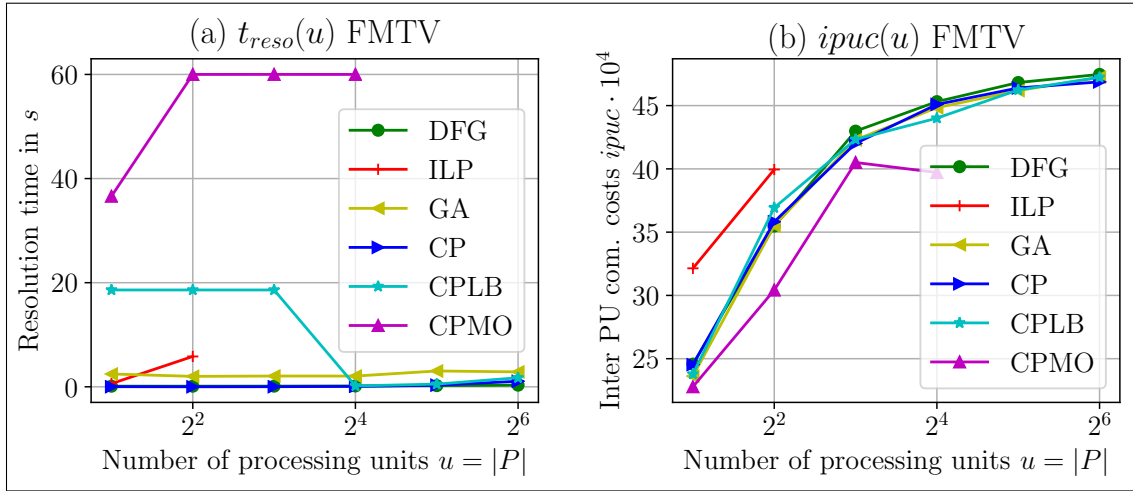 (a) t_reso(u) FMTV
Resolution time in s
60
40
20
0
2^2
2^4
2^6
Number of processing units u = |P|
DFG
ILP
GA
CP
CPLB
CPMO
(b) ipuc(u) FMTV
Inter PU com. costs ipuc · 10^4
45
40
35
30
25
2^2
2^4
2^6
Number of processing units u = |P|
DFG
ILP
GA
CP
CPLB
CPMO